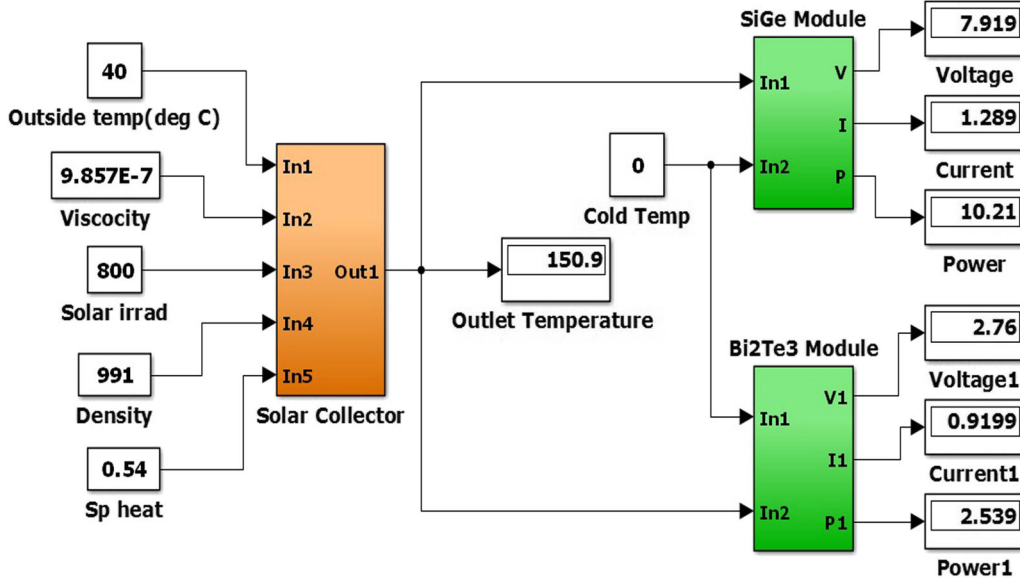 40
Outside temp(deg C)
9.857E-7
Viscocity
800
Solar irrad
991
Density
0.54
Sp heat
In1
In2
In3
In4
In5
Out1
Solar Collector
150.9
Outlet Temperature
0
Cold Temp
SiGe Module
In1
In2
V
I
P
7.919
Voltage
1.289
Current
10.21
Power
Bi2Te3 Module
In1
In2
V1
I1
P1
2.76
Voltage1
0.9199
Current1
2.539
Power1